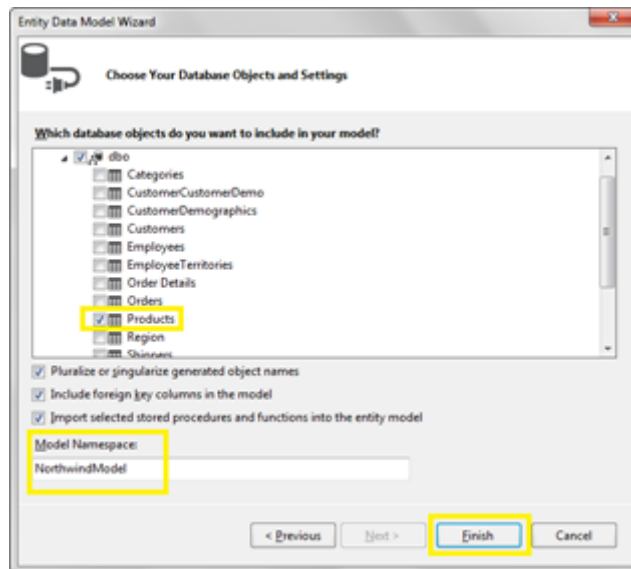 Entity Data Model Wizard
Choose Your Database Objects and Settings
Which database objects do you want to include in your model?
dbo
Categories
CustomerCustomerDemo
CustomerDemographics
Customers
Employees
EmployeeTerritories
Order Details
Orders
Products
Region
Shippers
Pluralize or singularize generated object names
Include foreign key columns in the model
Import selected stored procedures and functions into the entity model
Model Namespace:
NorthwindModel
< Previous Next > Finish Cancel